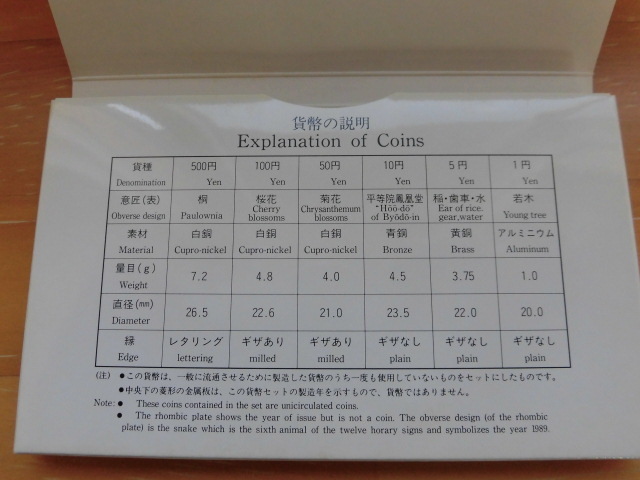 貨幣の説明
Explanation of Coins
貨種 500円 100円 50円 10円 5円 1円
Denomination Yen Yen Yen Yen Yen Yen
意匠(表) 桐 桜花 菊花 平等院鳳凰堂 稲・歯車・水 若木
Obverse design Paulownia Cherry blossoms Chrysanthemum blossoms "Hōō-dō" of Byōdō-in Ear of rice. gear,water Young tree
素材 白銅 白銅 白銅 青銅 黄銅 アルミニウム
Material Cupro-nickel Cupro-nickel Cupro-nickel Bronze Brass Aluminum
量目(g) 7.2 4.8 4.0 4.5 3.75 1.0
Weight
直径(mm) 26.5 22.6 21.0 23.5 22.0 20.0
Diameter
縁 レタリング ギザあり ギザあり ギザなし ギザなし ギザなし
Edge lettering milled milled plain plain plain
(注) ●この貨幣は、一般に流通させるために製造した貨幣のうち一度も使用していないものをセットにしたものです。
●中央下の菱形の金属板は、この貨幣セットの製造年を示すもので、貨幣ではありません。
Note: ● These coins contained in the set are uncirculated coins.
● The rhombic plate shows the year of issue but is not a coin. The obverse design (of the rhombic
plate) is the snake which is the sixth animal of the twelve horary signs and symbolizes the year 1989.